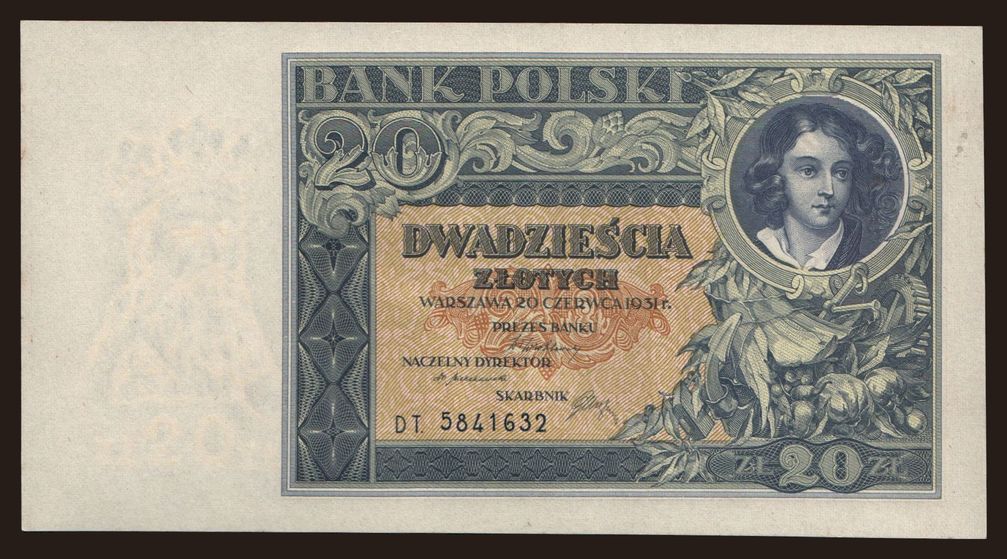 BANK POLSKI
20
DWADZIEŚCIA
ZŁOTYCH
WARSZAWA 20 CZERWCA 1931 r.
PREZES BANKU
NACZELNY DYREKTOR
SKARBNIK
DT. 5841632
ZŁ 20 ZŁ